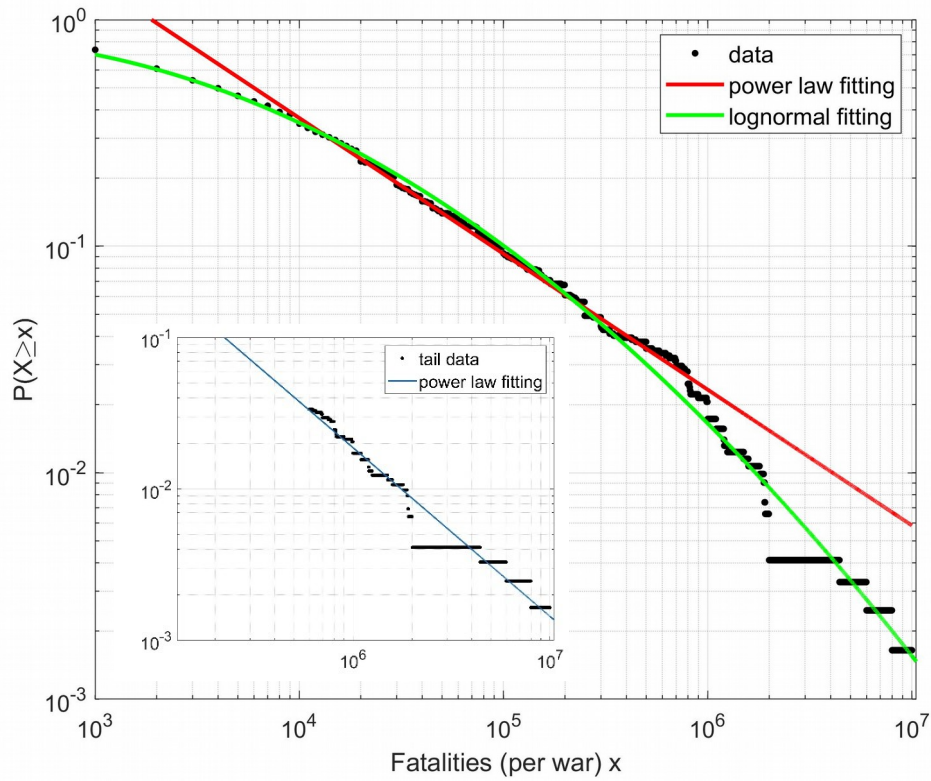 10^0
data
power law fitting
lognormal fitting
10^-1
P(X≥x)
10^-1
tail data
power law fitting
10^-2
10^-2
10^-3
10^6
10^7
10^-3
10^3
10^4
10^5
10^6
10^7
Fatalities (per war) x